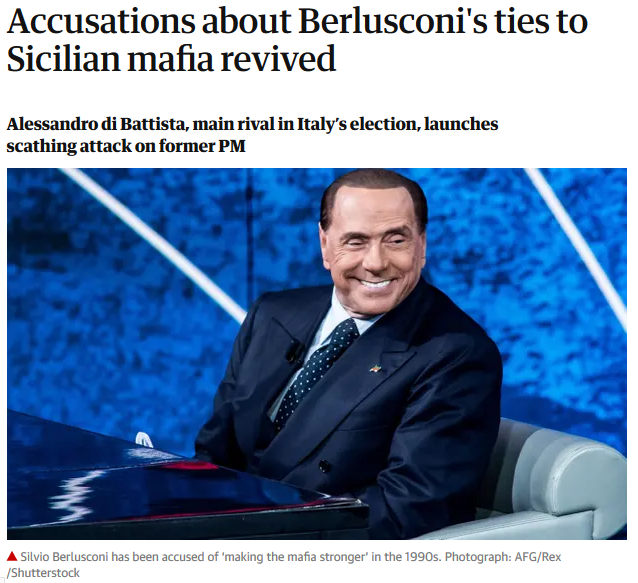 Accusations about Berlusconi's ties to
Sicilian mafia revived
Alessandro di Battista, main rival in Italy’s election, launches
scathing attack on former PM
Silvio Berlusconi has been accused of ‘making the mafia stronger’ in the 1990s. Photograph: AFG/Rex
/Shutterstock